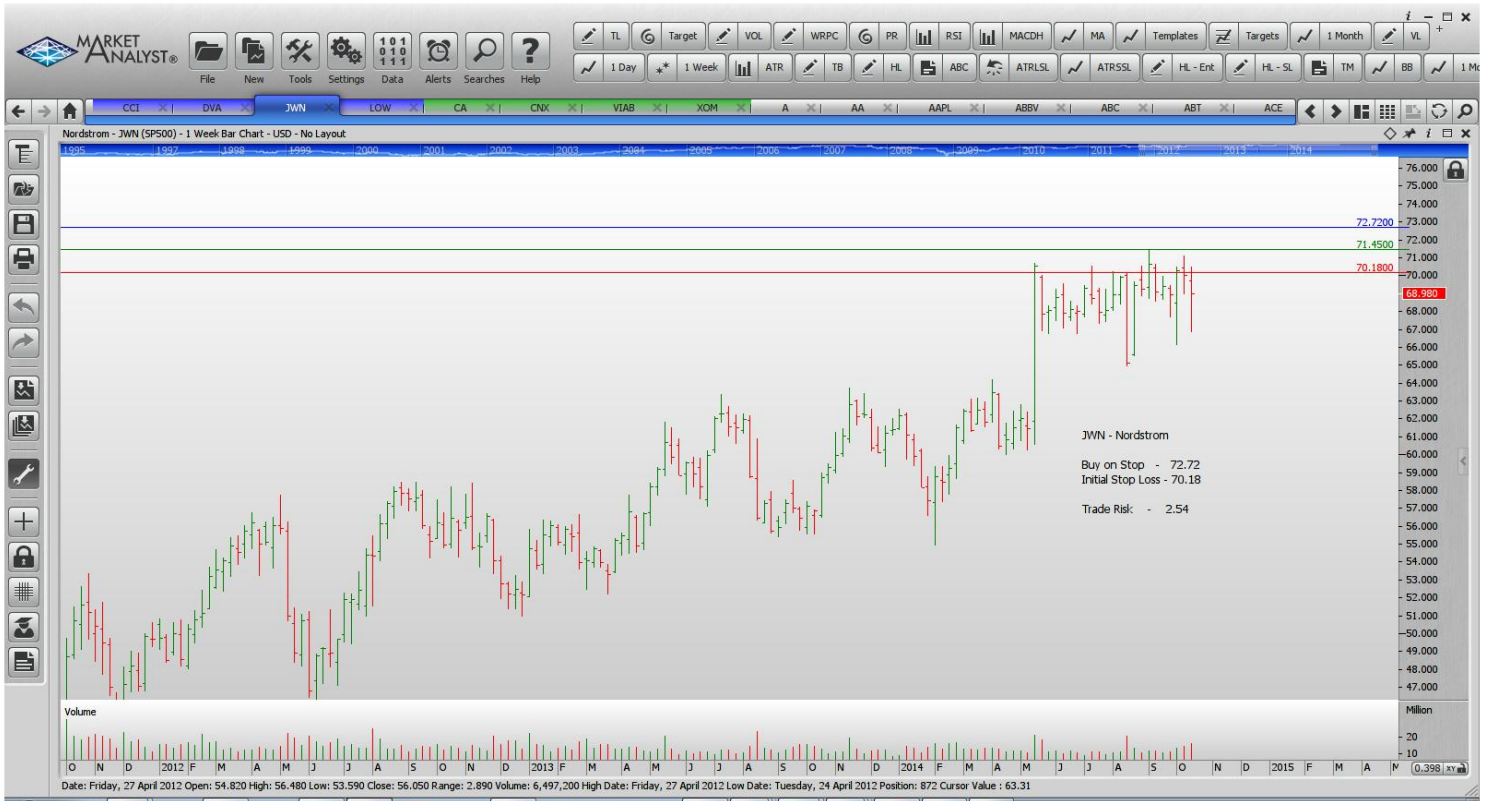 MARKET
ANALYST®
File New Tools Settings Data Alerts Searches Help
TL Target VOL WRPC PR RSI MACDH MA Templates Targets 1 Month VL
1 Day 1 Week ATR TB HL ABC ATRLSL ATRSSL HL - Ent HL - SL TM BB 1 Mo
CCI DVA JWN LOW CA CNX VIAB XOM A AA AAPL ABBV ABC ABT ACE
Nordstrom - JWN (SP500) - 1 Week Bar Chart - USD - No Layout
1995 1997 1998 1999 2000 2001 2002 2003 2004 2005 2006 2007 2008 2009 2010 2011 2012 2013 2014
76.000
75.000
74.000
72.7200 73.000
72.000
71.4500
71.000
70.1800 70.000
68.980
68.000
67.000
66.000
65.000
64.000
63.000
62.000
61.000
60.000
59.000
58.000
57.000
56.000
55.000
54.000
53.000
52.000
51.000
50.000
49.000
48.000
47.000
JWN - Nordstrom
Buy on Stop - 72.72
Initial Stop Loss - 70.18
Trade Risk - 2.54
Volume
Million
20
10
O N D 2012 F M A M J J A S O N D 2013 F M A M J J A S O N D 2014 F M A M J J A S O N D 2015 F M A M 0.398 XY
Date: Friday, 27 April 2012 Open: 54.820 High: 56.480 Low: 53.590 Close: 56.050 Range: 2.890 Volume: 6,497,200 High Date: Friday, 27 April 2012 Low Date: Tuesday, 24 April 2012 Position: 872 Cursor Value : 63.31